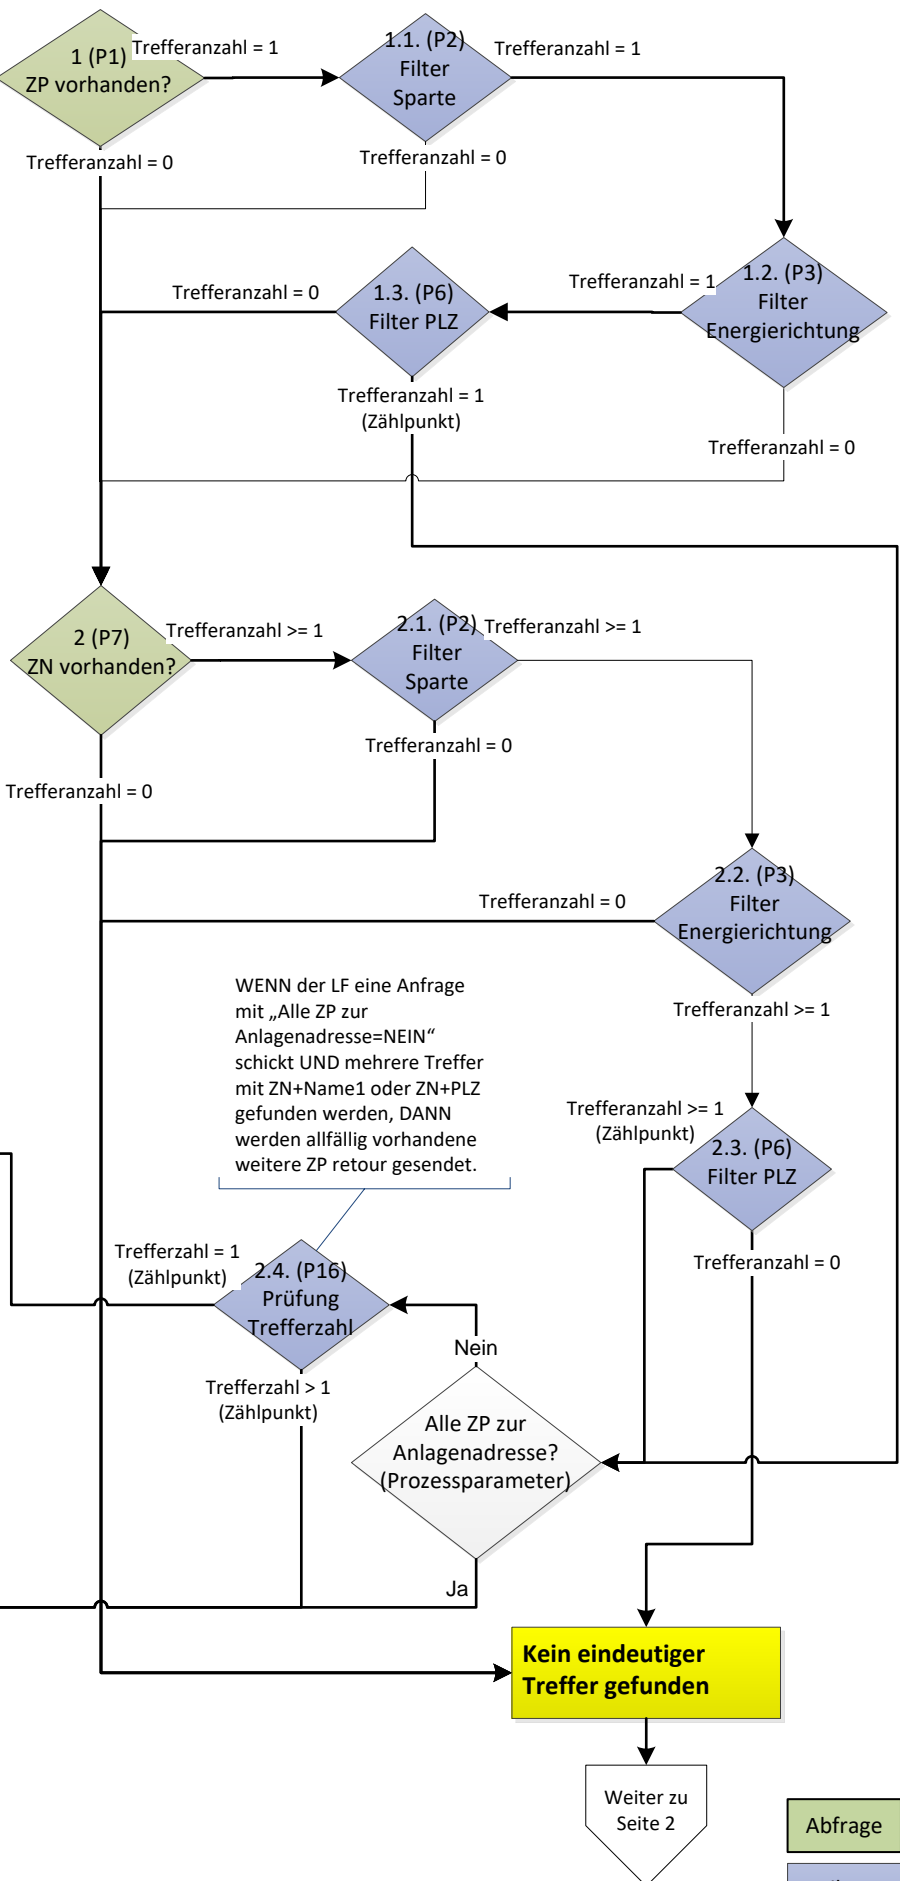 1 (P1)
ZP vorhanden?
Trefferanzahl = 1
1.1. (P2)
Filter
Sparte
Trefferanzahl = 1
Trefferanzahl = 0
Trefferanzahl = 0
1.2. (P3)
Filter
Energierichtung
Trefferanzahl = 1
1.3. (P6)
Filter PLZ
Trefferanzahl = 0
Trefferanzahl = 1
(Zählpunkt)
Trefferanzahl = 0
2 (P7)
ZN vorhanden?
Trefferanzahl >= 1
2.1. (P2)
Filter
Sparte
Trefferanzahl >= 1
Trefferanzahl = 0
Trefferanzahl = 0
2.2. (P3)
Filter
Energierichtung
Trefferanzahl = 0
Trefferanzahl >= 1
WENN der LF eine Anfrage
mit „Alle ZP zur
Anlagenadresse=NEIN“
schickt UND mehrere Treffer
mit ZN+Name1 oder ZN+PLZ
gefunden werden, DANN
werden allfällig vorhandene
weitere ZP retour gesendet.
Trefferanzahl >= 1
(Zählpunkt)
2.3. (P6)
Filter PLZ
Trefferanzahl = 0
Trefferzahl = 1
(Zählpunkt)
2.4. (P16)
Prüfung
Trefferzahl
Nein
Trefferzahl > 1
(Zählpunkt)
Alle ZP zur
Anlagenadresse?
(Prozessparameter)
Ja
Kein eindeutiger
Treffer gefunden
Weiter zu
Seite 2
Abfrage